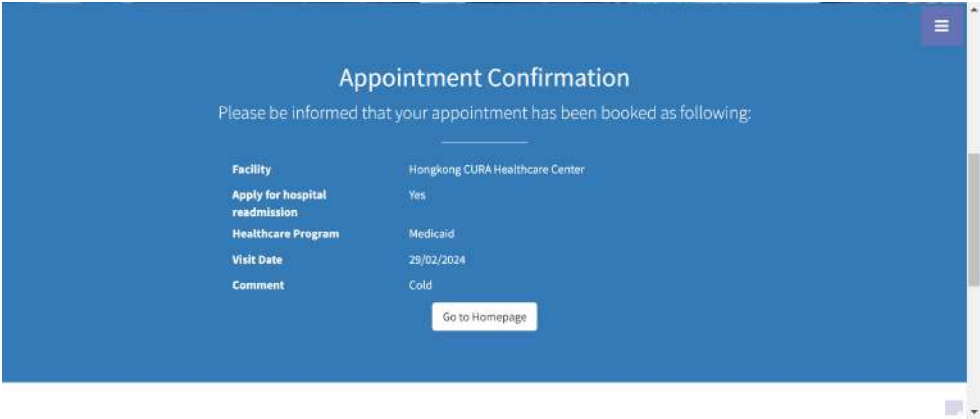 Appointment Confirmation
Please be informed that your appointment has been booked as following:
Facility Hongkong CURA Healthcare Center
Apply for hospital Yes
readmission
Healthcare Program Medicaid
Visit Date 29/02/2024
Comment Cold
Go to Homepage